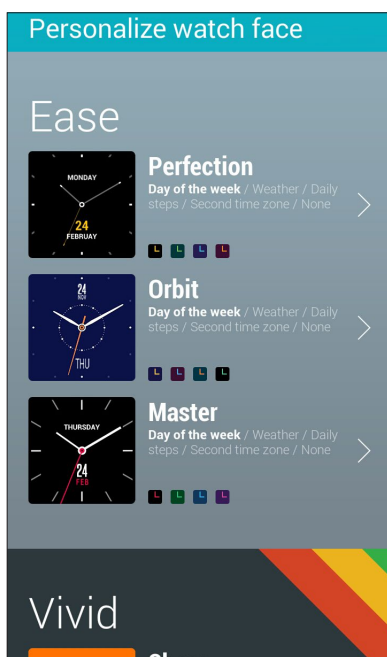 Personalize watch face
Ease
MONDAY
24
FEBRUAY
Perfection
Day of the week / Weather / Daily
steps / Second time zone / None
24
NOV
THU
Orbit
Day of the week / Weather / Daily
steps / Second time zone / None
THURSDAY
24
FEB
Master
Day of the week / Weather / Daily
steps / Second time zone / None
Vivid